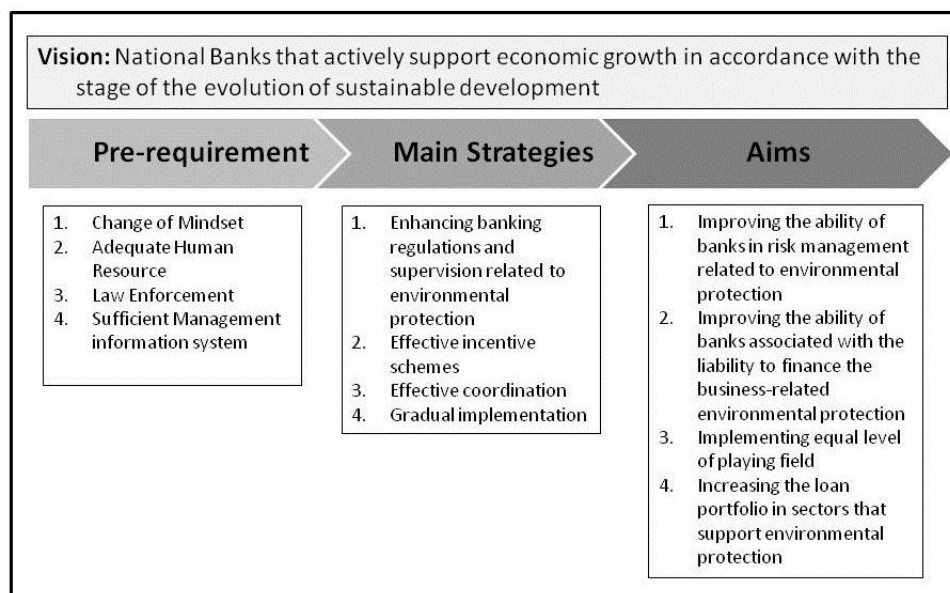 Vision: National Banks that actively support economic growth in accordance with the
stage of the evolution of sustainable development
Pre-requirement
Main Strategies
Aims
1. Change of Mindset
2. Adequate Human
Resource
3. Law Enforcement
4. Sufficient Management
information system
1. Enhancing banking
regulations and
supervision related to
environmental
protection
2. Effective incentive
schemes
3. Effective coordination
4. Gradual implementation
1. Improving the ability of
banks in risk management
related to environmental
protection
2. Improving the ability of
banks associated with the
liability to finance the
business-related
environmental protection
3. Implementing equal level
of playing field
4. Increasing the loan
portfolio in sectors that
support environmental
protection